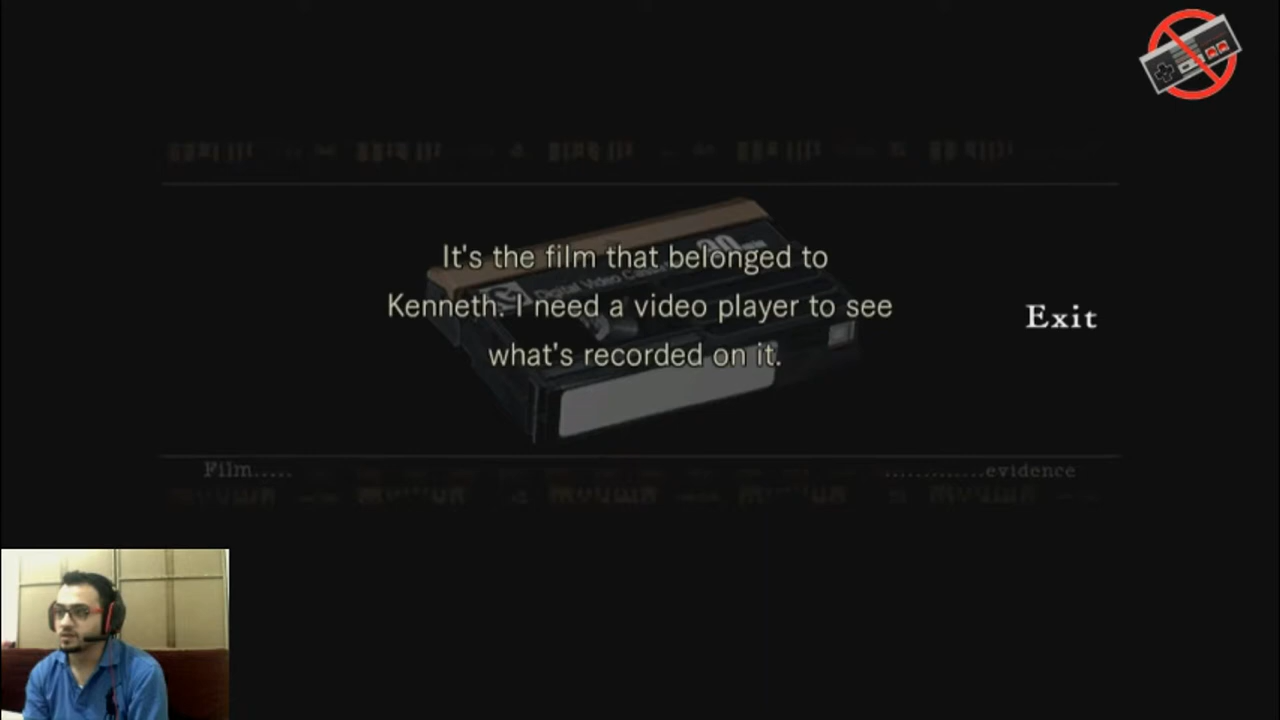 It's the film that belonged to
Kenneth. I need a video player to see
what's recorded on it.
Exit
Film.....
.............evidence